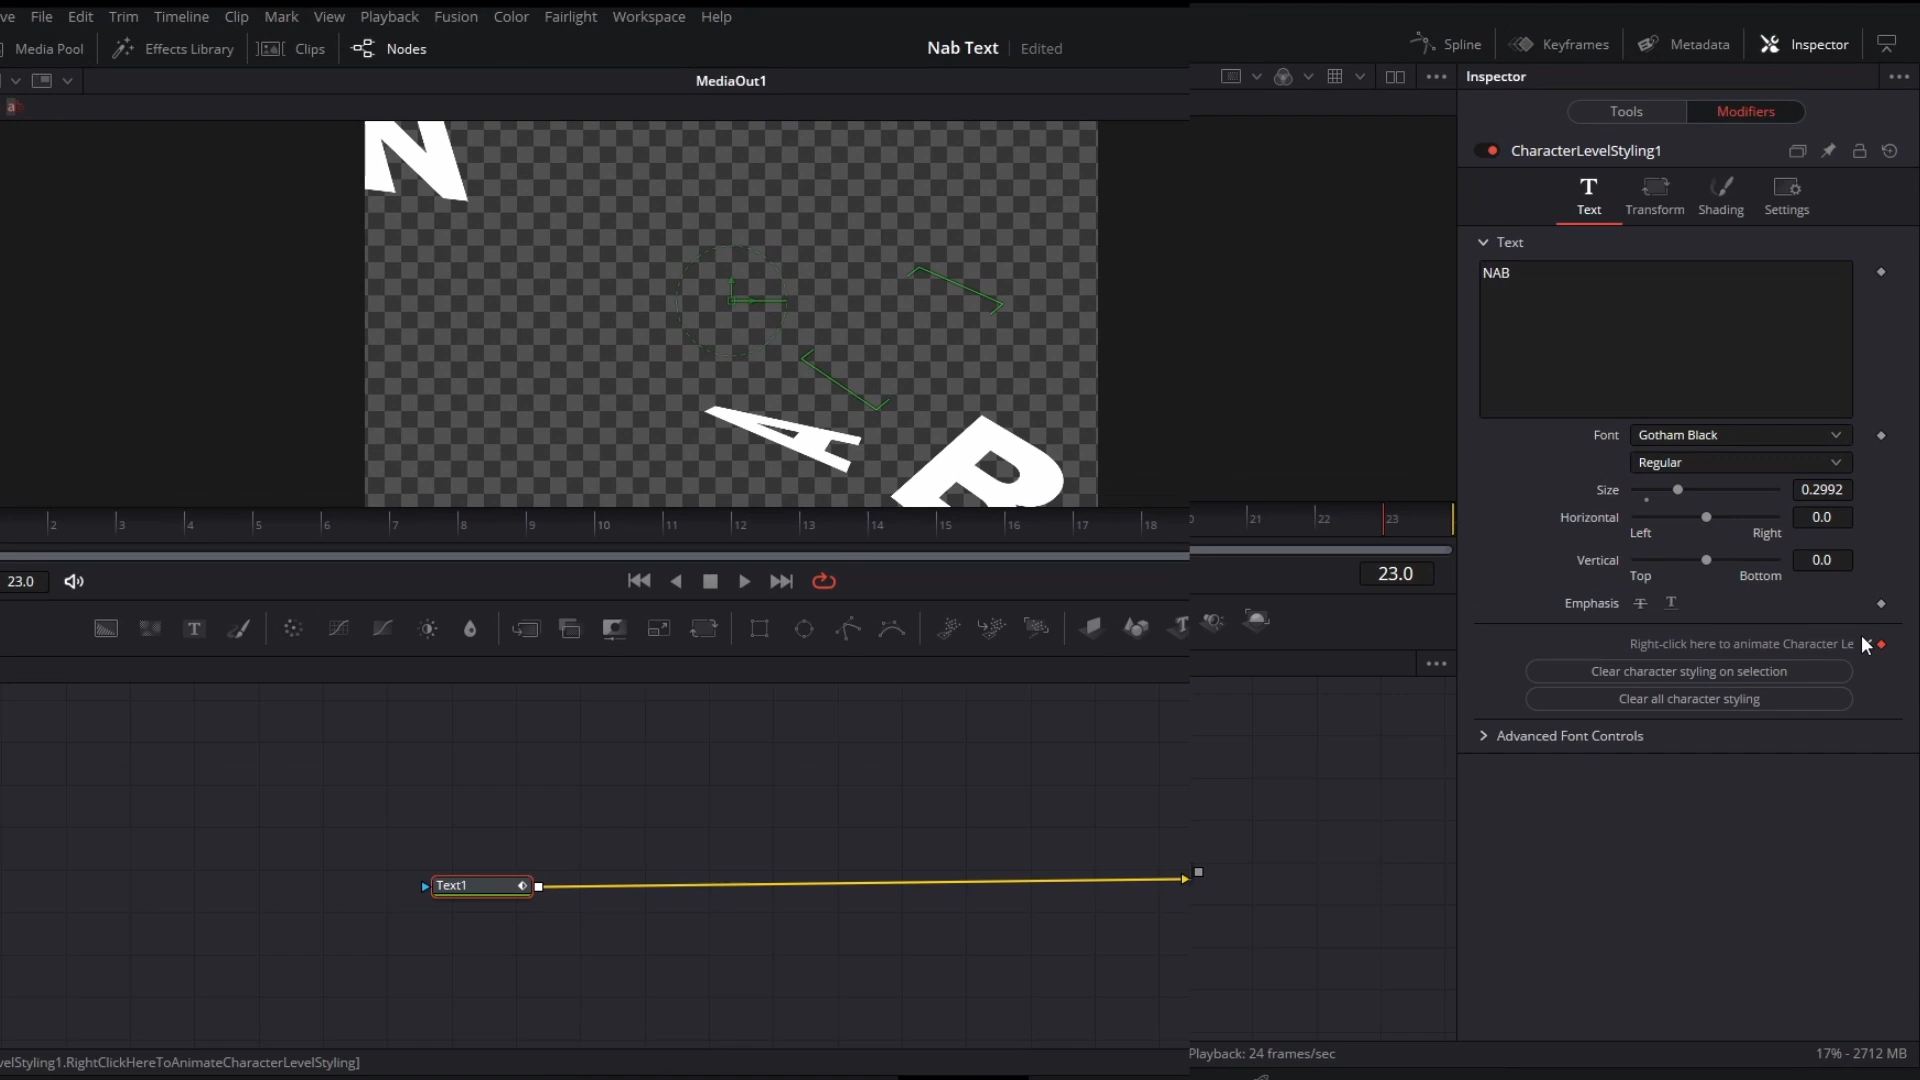 ve File Edit Trim Timeline Clip Mark View Playback Fusion Color Fairlight Workspace Help
Media Pool Effects Library Clips Nodes Nab Text Edited Spline Keyframes Metadata Inspector
MediaOut1 Inspector
Tools Modifiers
a
CharacterLevelStyling1
T
Text Transform Shading Settings
Text
NAB
N
A
Font Gotham Black
Regular
Size 0.2992
Horizontal 0.0
Left Right
2 3 4 5 6 7 8 9 10 11 12 13 14 15 16 17 18 21 22 23
Vertical 0.0
Top Bottom
23.0 23.0
Emphasis T T
T T
Right-click here to animate Character Le
Clear character styling on selection
Clear all character styling
Advanced Font Controls
Text1
velStyling1.RightClickHereToAnimateCharacterLevelStyling]
Playback: 24 frames/sec 17% - 2712 MB